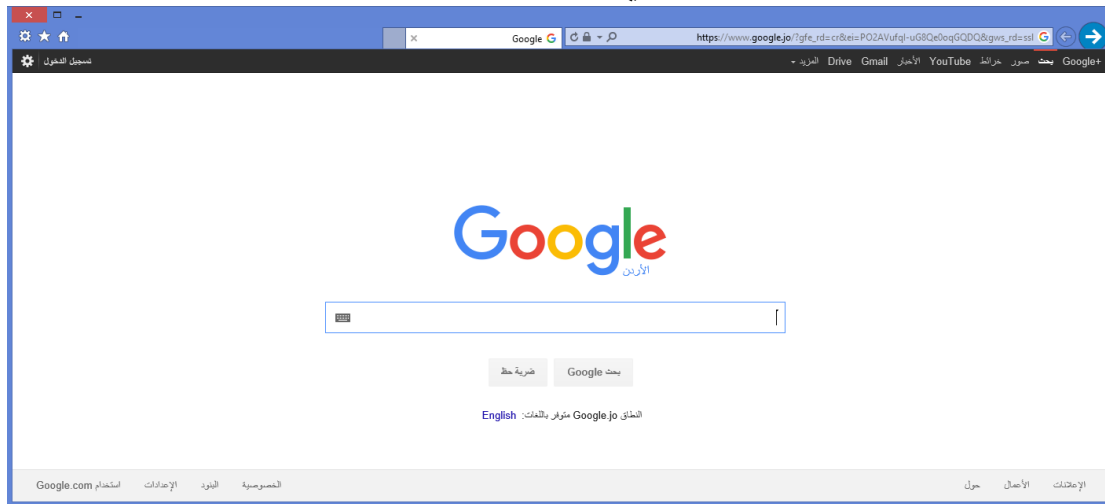 Google
https://www.google.jo/?gfe_rd=cr&ei=PO2AVufqI-uG8Qe0oqGQDQ&gws_rd=ssl
+Google بحث صور خرائط YouTube الأخبار Gmail Drive المزيد
تسجيل الدخول
Google
الأردن
بحث Google ضربة حظ
النطاق Google.jo متوفر باللغات: English
الإعلانات الأعمال حول الخصوصية البنود الإعدادات استخدام Google.com